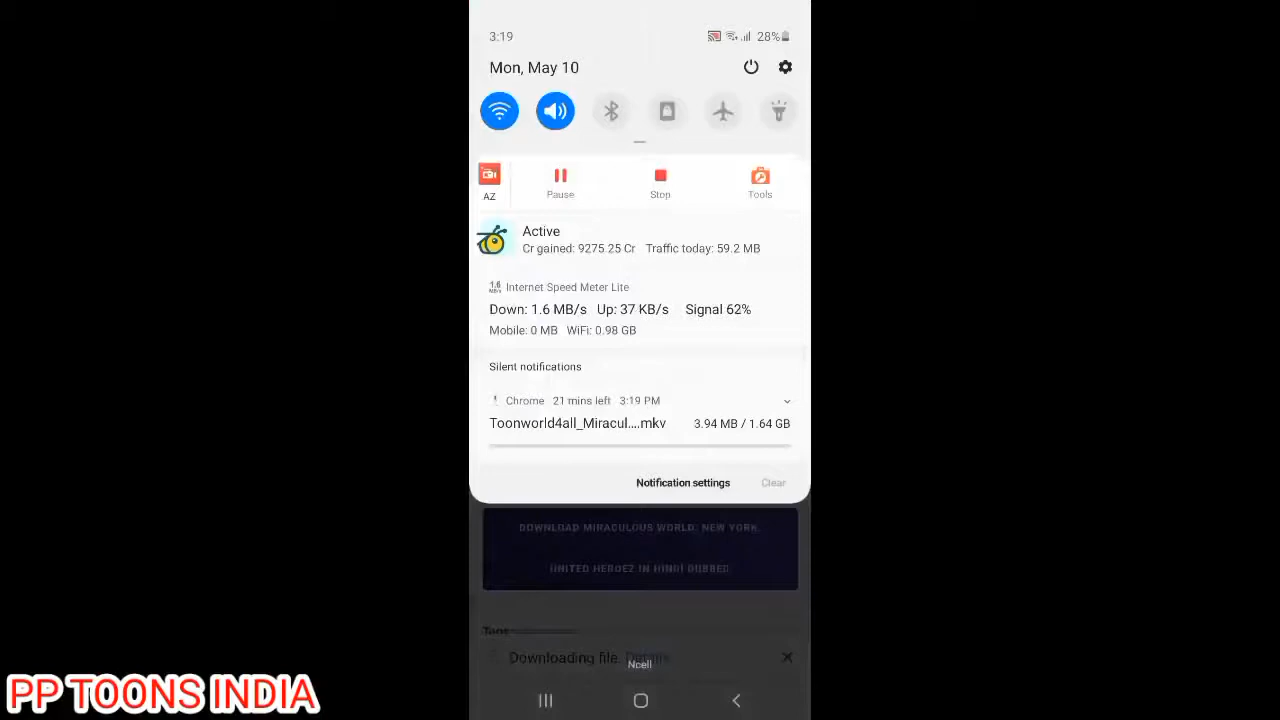 3:19
28%
Mon, May 10
AZ
Pause
Stop
Tools
Active
Cr gained: 9275.25 Cr Traffic today: 59.2 MB
1.6 Internet Speed Meter Lite
Down: 1.6 MB/s Up: 37 KB/s Signal 62%
Mobile: 0 MB WiFi: 0.98 GB
Silent notifications
Chrome 21 mins left 3:19 PM
Toonworld4all_Miracul....mkv 3.94 MB / 1.64 GB
Notification settings Clear
DOWNLOAD MIRACULOUS WORLD: NEW YORK,
UNITED HEROEZ IN HINDI DUBBED
Downloading file. Details
Ncell
PP TOONS INDIA